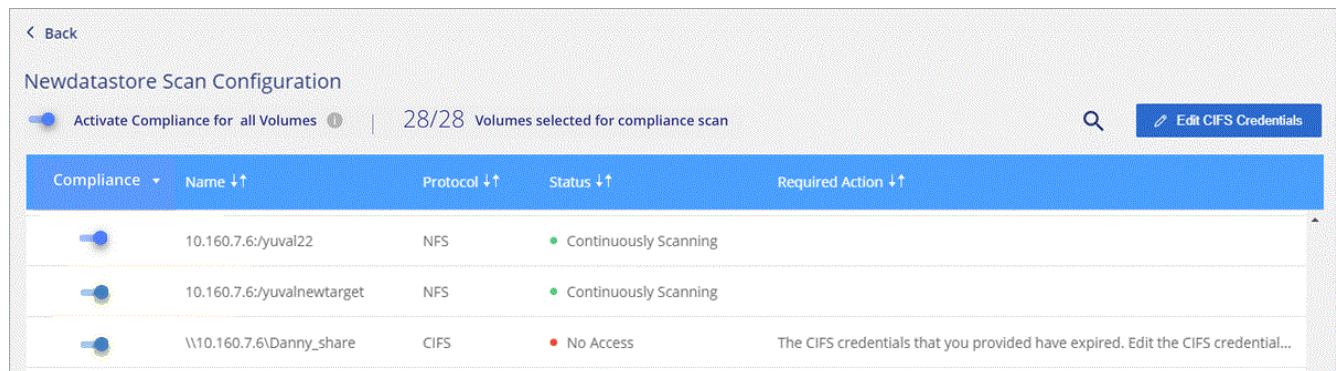 Back
Newdatastore Scan Configuration
Activate Compliance for all Volumes i | 28/28 Volumes selected for compliance scan Edit CIFS Credentials
Compliance Name ↓↑ Protocol ↓↑ Status ↓↑ Required Action ↓↑
10.160.7.6:/yuval22 NFS Continuously Scanning
10.160.7.6:/yuvalnewtarget NFS Continuously Scanning
\\10.160.7.6\Danny_share CIFS No Access The CIFS credentials that you provided have expired. Edit the CIFS credential...